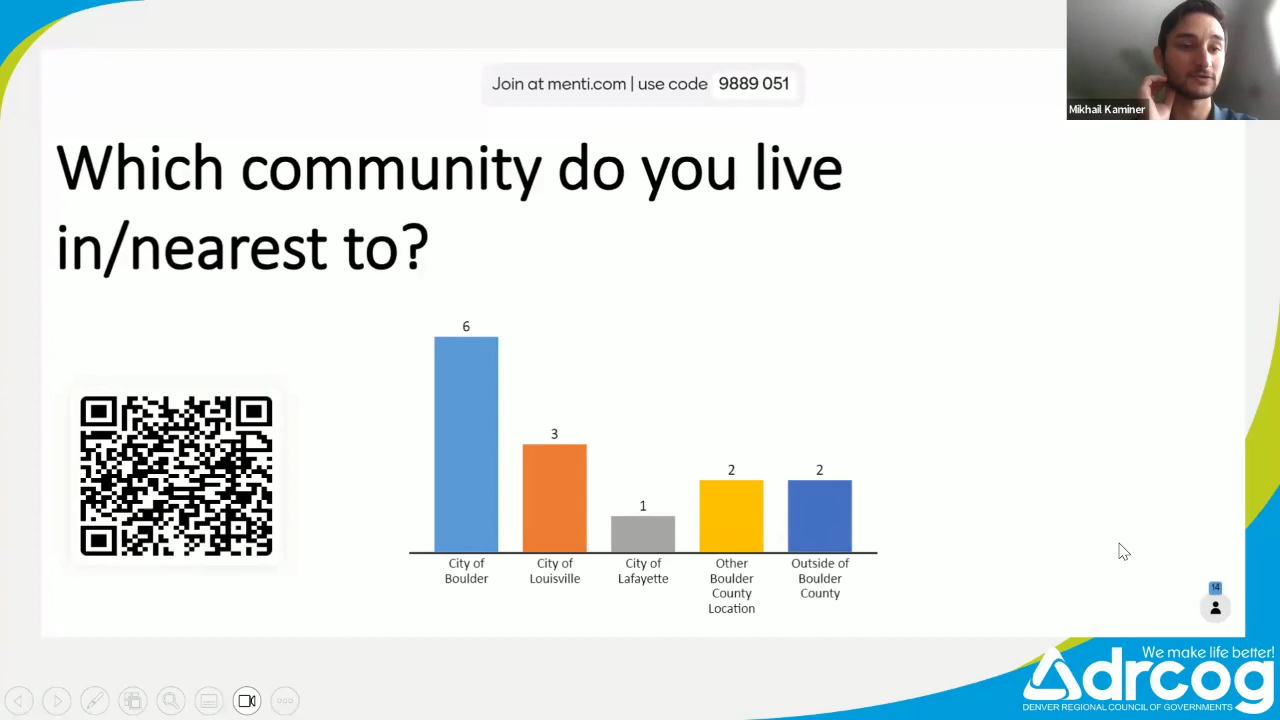 Join at menti.com | use code 9889 051
Mikhail Kaminer
Which community do you live
in/nearest to?
6
3
1
2
2
City of
Boulder
City of
Louisville
City of
Lafayette
Other
Boulder
County
Location
Outside of
Boulder
County
14
We make life better!
drcog
DENVER REGIONAL COUNCIL OF GOVERNMENTS